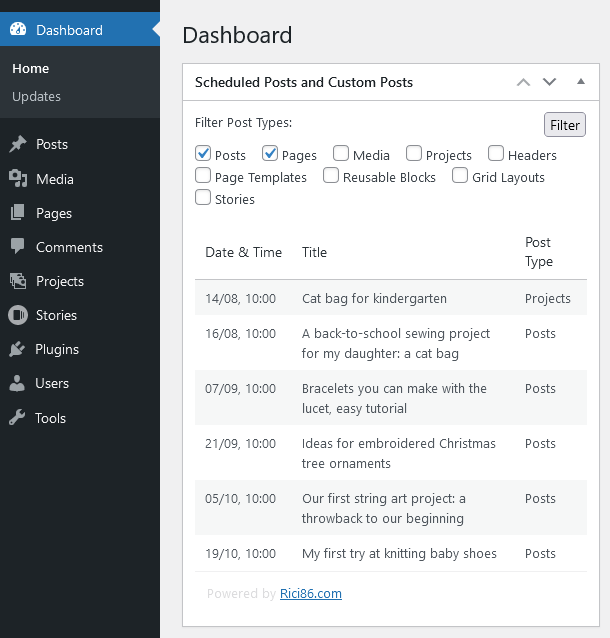 Dashboard
Home
Updates
Posts
Media
Pages
Comments
Projects
Stories
Plugins
Users
Tools
Dashboard
Scheduled Posts and Custom Posts
Filter Post Types:
Filter
Posts Pages Media Projects Headers
Page Templates Reusable Blocks Grid Layouts
Stories
Date & Time Title Post
Type
14/08, 10:00 Cat bag for kindergarten Projects
16/08, 10:00 A back-to-school sewing project Posts
for my daughter: a cat bag
07/09, 10:00 Bracelets you can make with the Posts
lucet, easy tutorial
21/09, 10:00 Ideas for embroidered Christmas Posts
tree ornaments
05/10, 10:00 Our first string art project: a Posts
throwback to our beginning
19/10, 10:00 My first try at knitting baby shoes Posts
Powered by Rici86.com